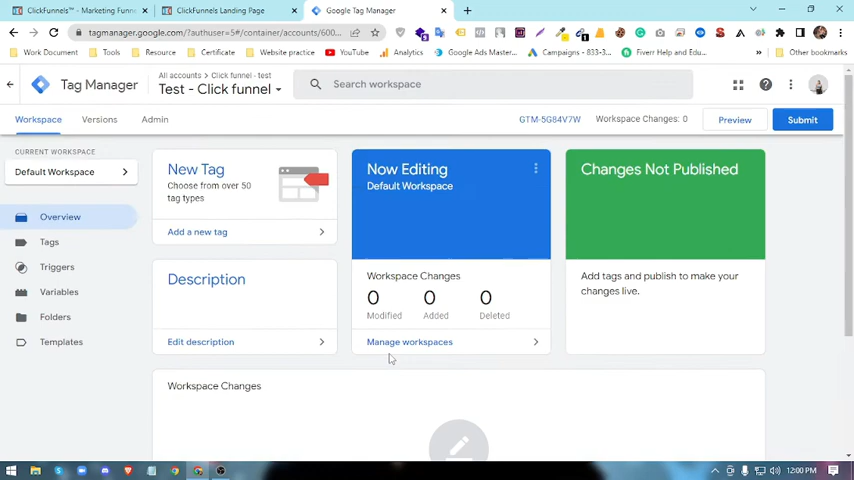 ClickFunnels™ - Marketing Funne
ClickFunnels Landing Page
Google Tag Manager
tagmanager.google.com/?authuser=5#/container/accounts/600...
Work Document
Tools
Resource
Certificate
Website practice
YouTube
Analytics
Google Ads Master...
Campaigns - 833-3...
Fiverr Help and Edu...
Other bookmarks
Tag Manager
All accounts > Click funnel - test
Test - Click funnel
Search workspace
Workspace
Versions
Admin
GTM-5G84V7W
Workspace Changes: 0
Preview
Submit
CURRENT WORKSPACE
Default Workspace
Overview
Tags
Triggers
Variables
Folders
Templates
New Tag
Choose from over 50
tag types
Add a new tag
Description
Edit description
Now Editing
Default Workspace
Workspace Changes
0 0 0
Modified Added Deleted
Manage workspaces
Changes Not Published
Add tags and publish to make your
changes live.
Workspace Changes
12:00 PM